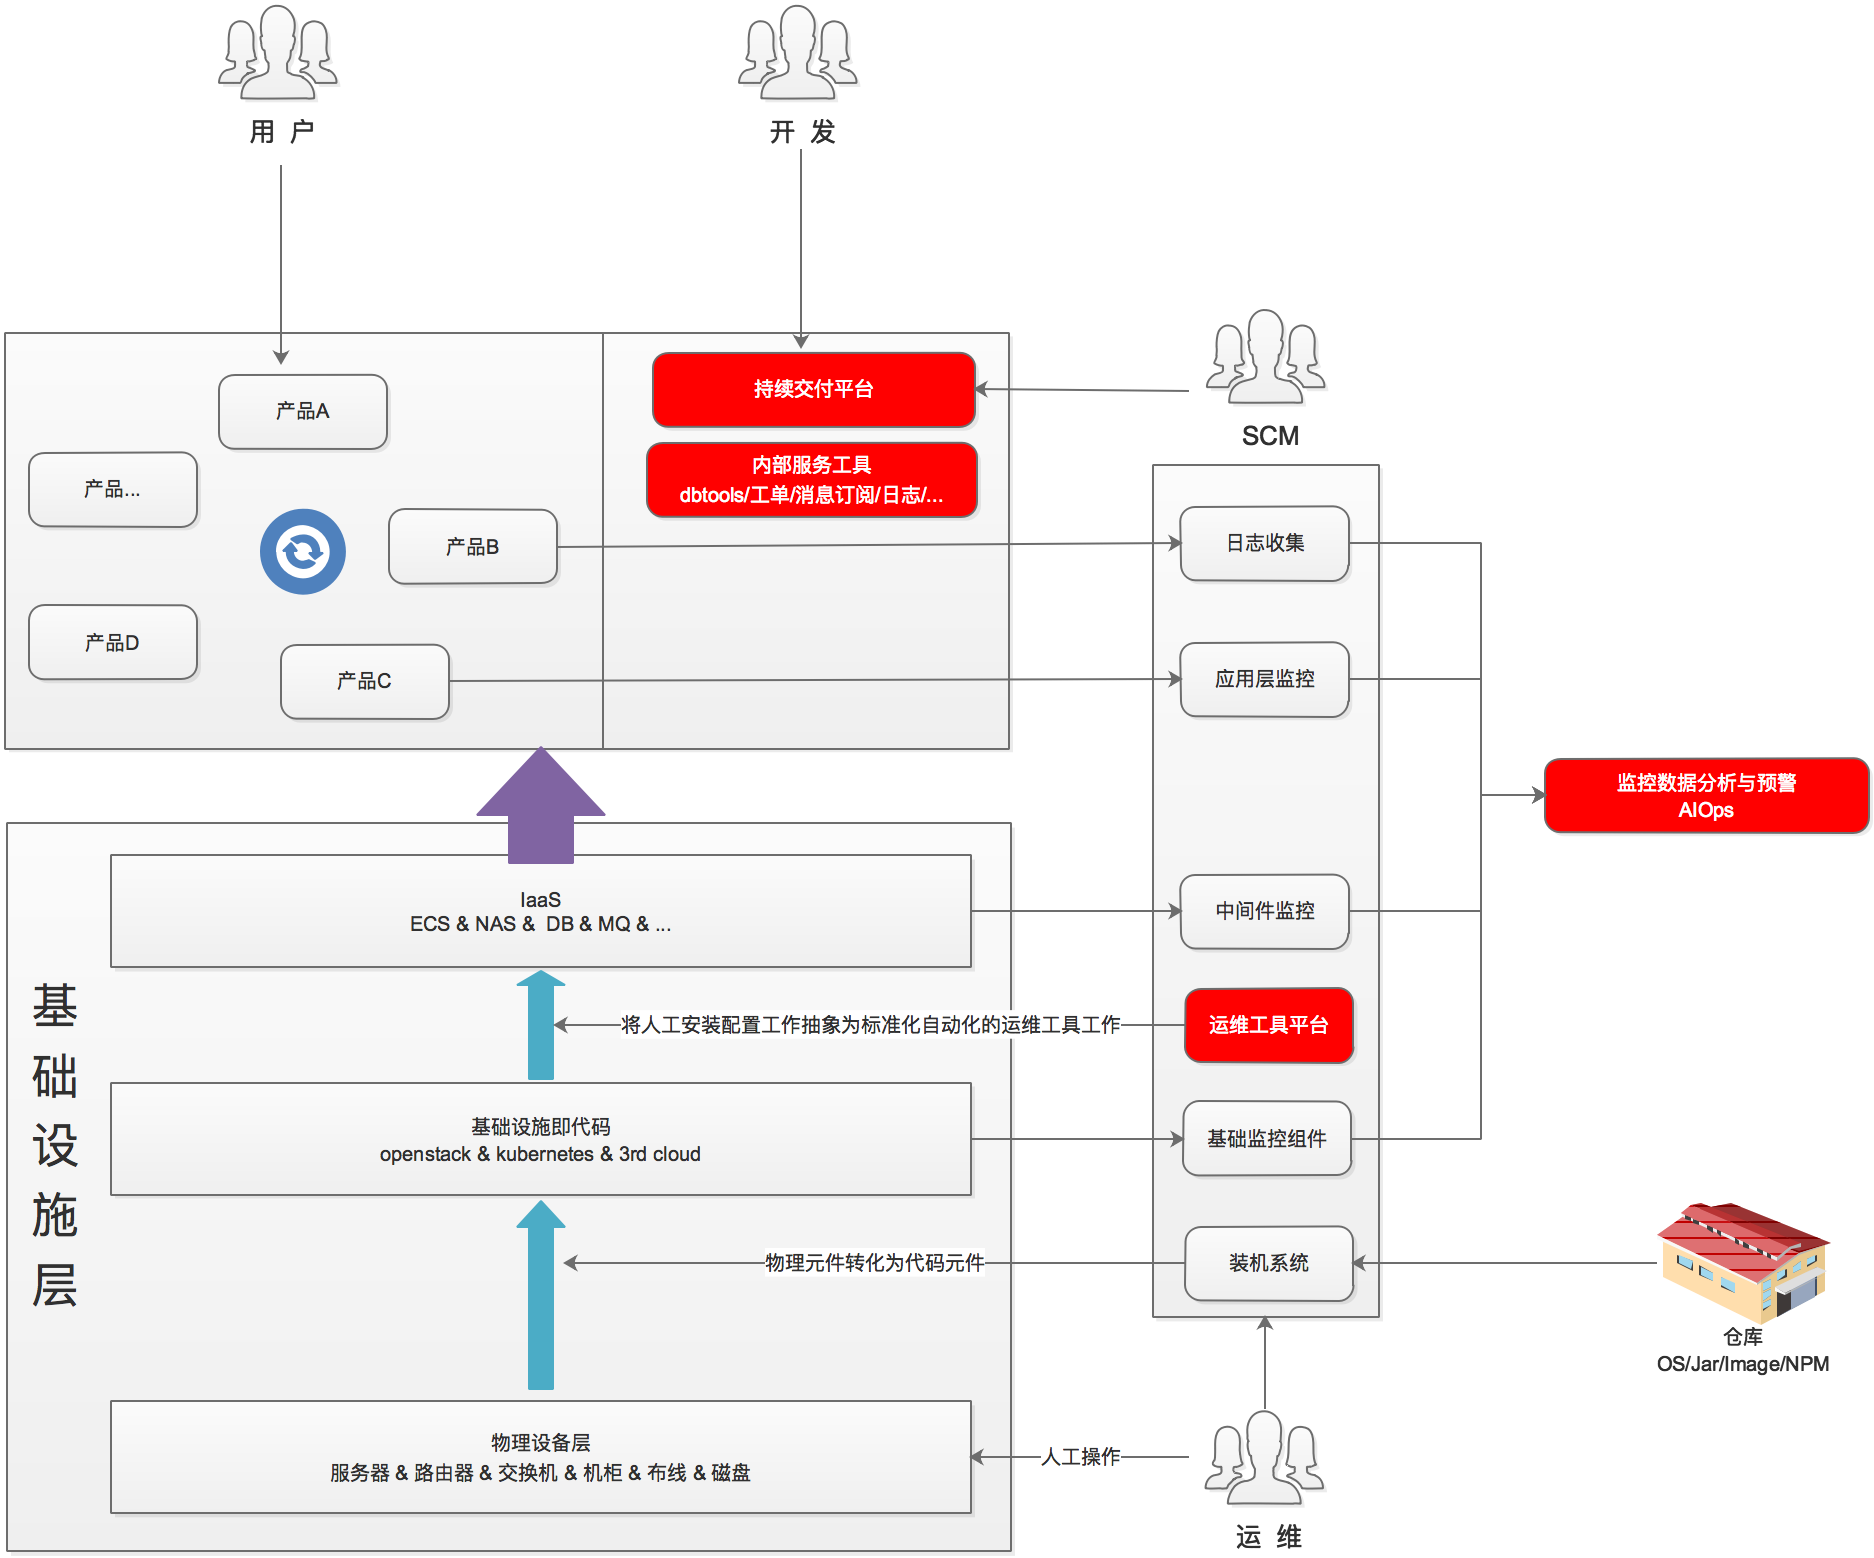 用 户
开 发
SCM
产品A
产品...
产品B
产品D
产品C
持续交付平台
内部服务工具
dbtools/工单/消息订阅/日志/...
日志收集
应用层监控
中间件监控
运维工具平台
基础监控组件
装机系统
监控数据分析与预警
AIOps
基础设施层
IaaS
ECS & NAS & DB & MQ & ...
将人工安装配置工作抽象为标准化自动化的运维工具工作
基础设施即代码
openstack & kubernetes & 3rd cloud
物理元件转化为代码元件
物理设备层
服务器 & 路由器 & 交换机 & 机柜 & 布线 & 磁盘
人工操作
仓库
OS/Jar/Image/NPM
运 维